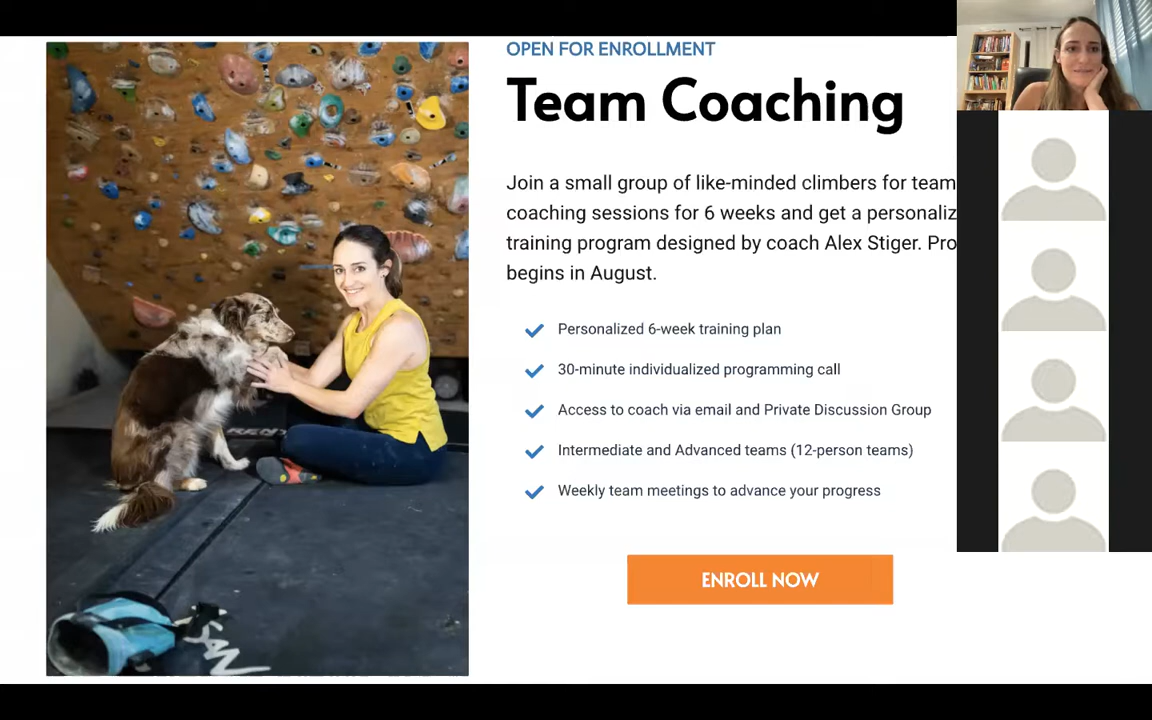 OPEN FOR ENROLLMENT
Team Coaching
Join a small group of like-minded climbers for team
coaching sessions for 6 weeks and get a personaliz
training program designed by coach Alex Stiger. Pro
begins in August.
Personalized 6-week training plan
30-minute individualized programming call
Access to coach via email and Private Discussion Group
Intermediate and Advanced teams (12-person teams)
Weekly team meetings to advance your progress
ENROLL NOW